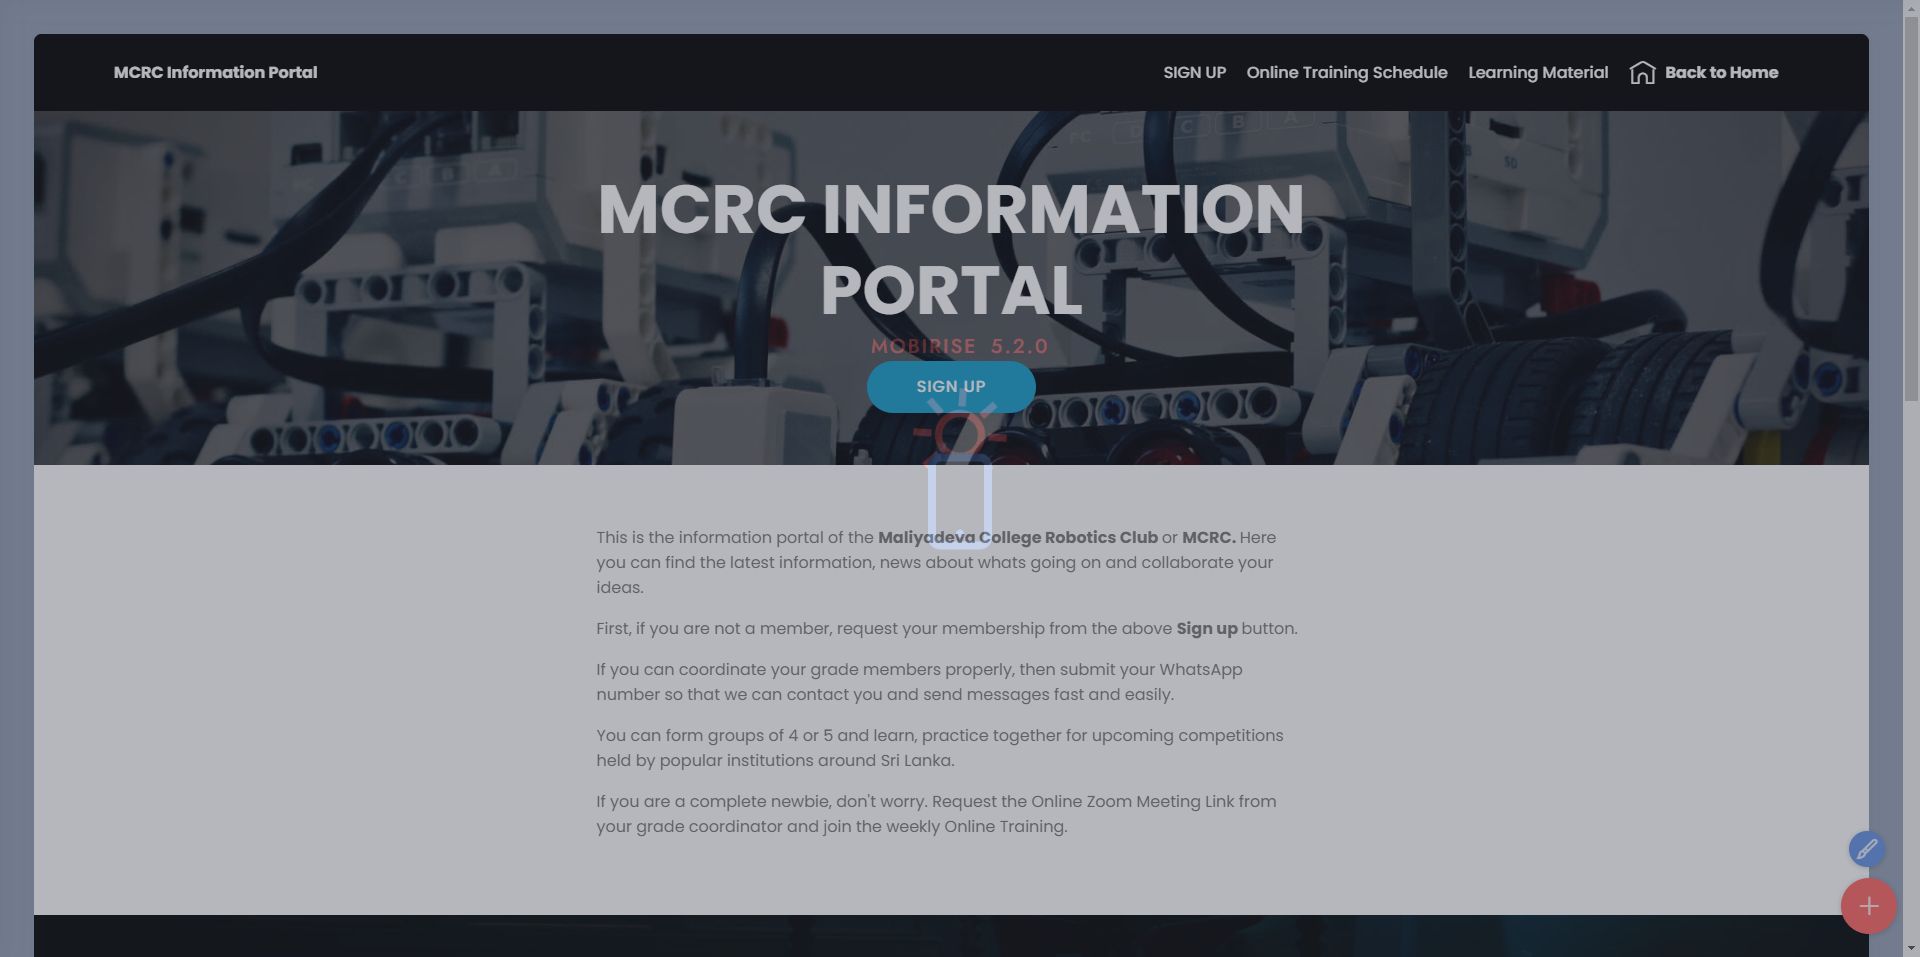 MCRC Information Portal
SIGN UP
Online Training Schedule
Learning Material
Back to Home
MCRC INFORMATION
PORTAL
MOBIRISE 5.2.0
SIGN UP
This is the information portal of the Maliyadeva College Robotics Club or MCRC. Here
you can find the latest information, news about whats going on and collaborate your
ideas.
First, if you are not a member, request your membership from the above Sign up button.
If you can coordinate your grade members properly, then submit your WhatsApp
number so that we can contact you and send messages fast and easily.
You can form groups of 4 or 5 and learn, practice together for upcoming competitions
held by popular institutions around Sri Lanka.
If you are a complete newbie, don't worry. Request the Online Zoom Meeting Link from
your grade coordinator and join the weekly Online Training.